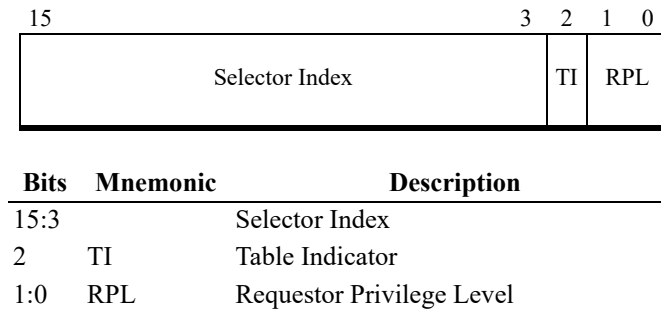 15 3 2 1 0
Selector Index TI RPL
Bits Mnemonic Description
15:3 Selector Index
2 TI Table Indicator
1:0 RPL Requestor Privilege Level